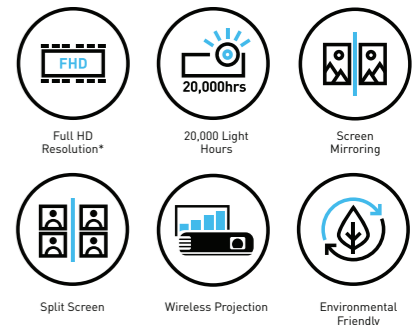 FHD
20,000hrs
Full HD
Resolution*
20,000 Light
Hours
Screen
Mirroring
Split Screen
Wireless Projection
Environmental
Friendly